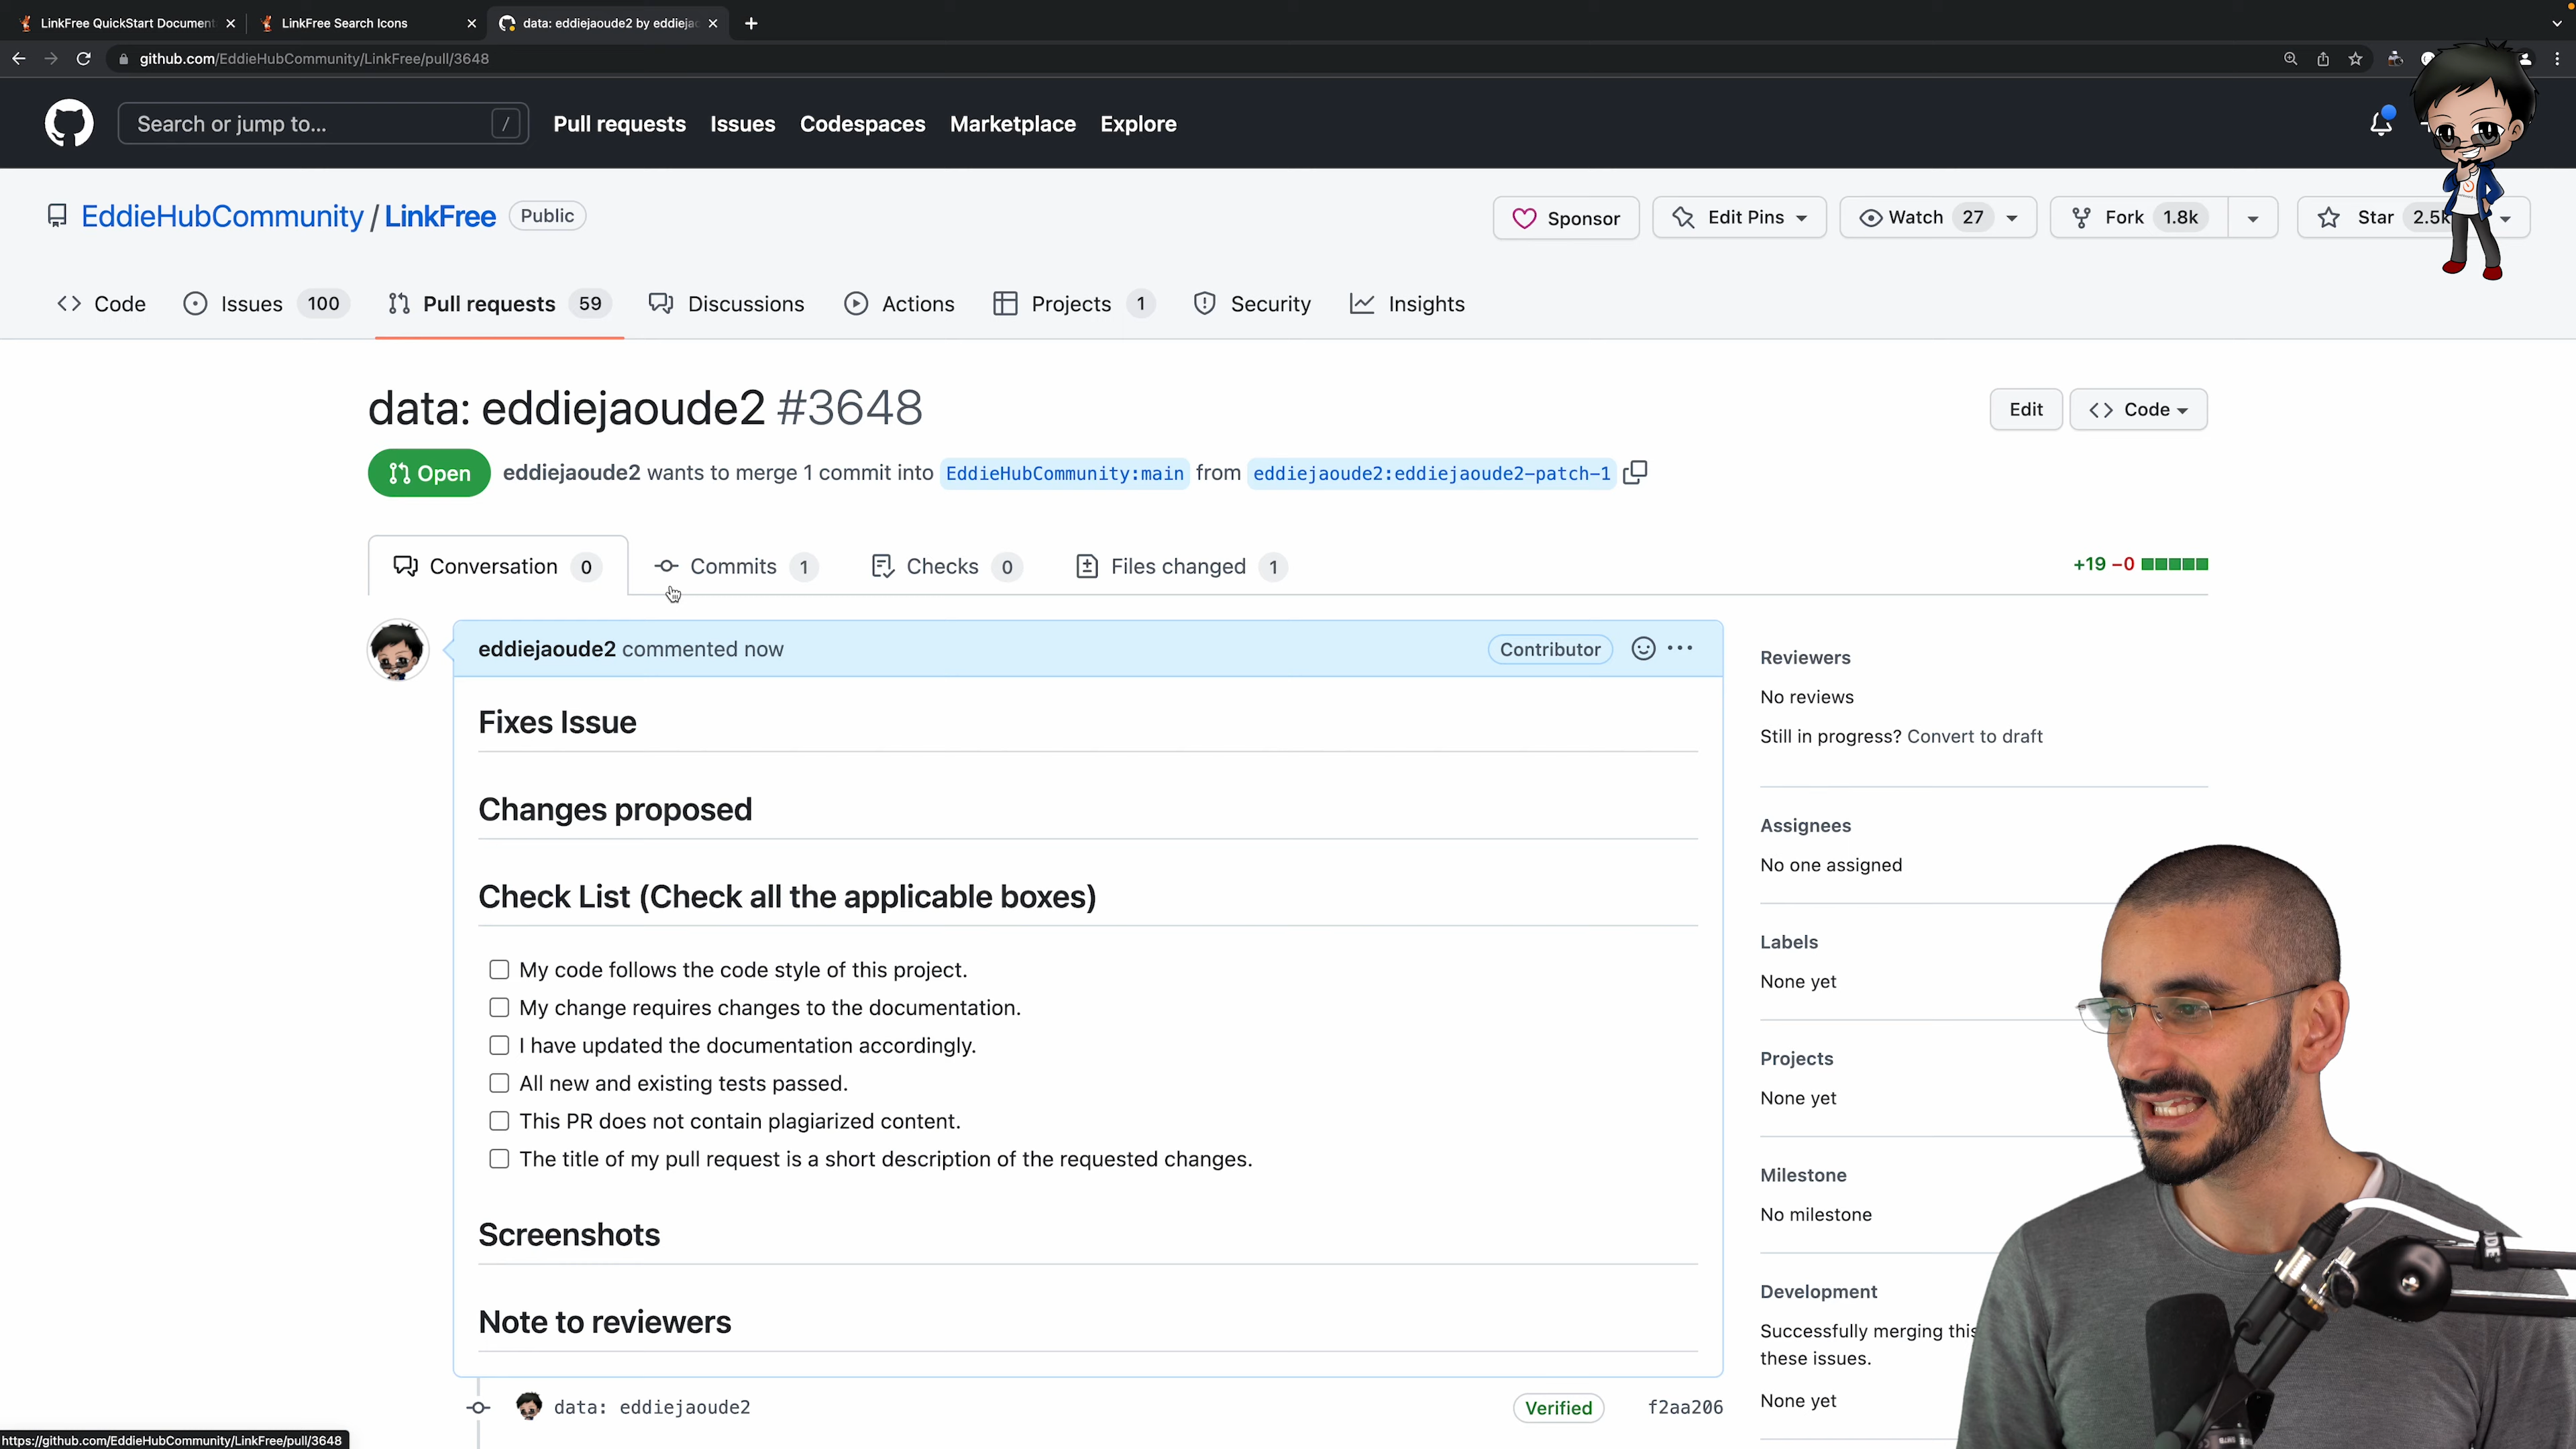 LinkFree QuickStart Document
LinkFree Search Icons
data: eddiejaoude2 by eddieja
github.com/EddieHubCommunity/LinkFree/pull/3648
Search or jump to...
/
Pull requests
Issues
Codespaces
Marketplace
Explore
EddieHubCommunity / LinkFree
Public
Sponsor
Edit Pins
Watch 27
Fork 1.8k
Star 2.5k
Code
Issues 100
Pull requests 59
Discussions
Actions
Projects 1
Security
Insights
data: eddiejaoude2 #3648
Edit
Code
Open
eddiejaoude2 wants to merge 1 commit into EddieHubCommunity:main from eddiejaoude2:eddiejaoude2-patch-1
Conversation 0
Commits 1
Checks 0
Files changed 1
+19 −0
eddiejaoude2 commented now
Contributor
Fixes Issue
Changes proposed
Check List (Check all the applicable boxes)
My code follows the code style of this project.
My change requires changes to the documentation.
I have updated the documentation accordingly.
All new and existing tests passed.
This PR does not contain plagiarized content.
The title of my pull request is a short description of the requested changes.
Screenshots
Note to reviewers
data: eddiejaoude2
Verified
f2aa206
Reviewers
No reviews
Still in progress? Convert to draft
Assignees
No one assigned
Labels
None yet
Projects
None yet
Milestone
No milestone
Development
Successfully merging this
these issues.
None yet
https://github.com/EddieHubCommunity/LinkFree/pull/3648